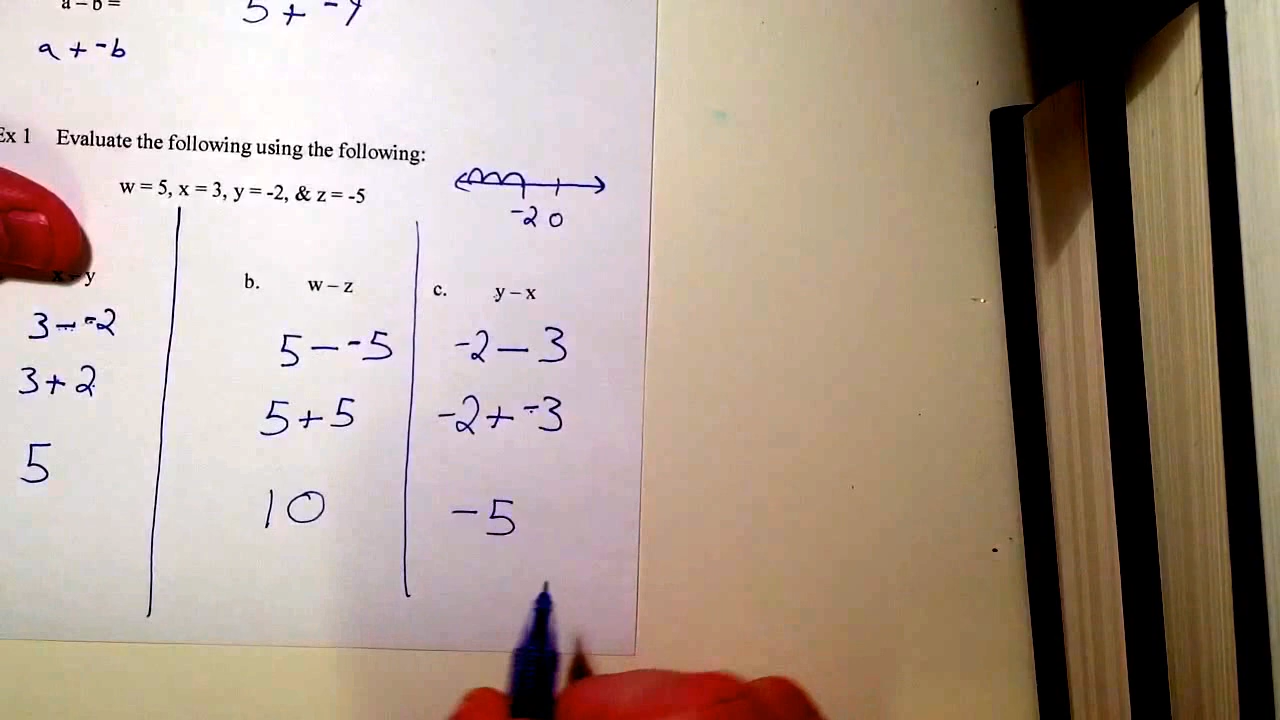 a – b =
5 + -7
a + -b
Ex 1 Evaluate the following using the following:
w = 5, x = 3, y = -2, & z = -5
-2 0
x – y
3 – -2
3 + 2
5
b. w – z
5 – -5
5 + 5
10
c. y – x
-2 – 3
-2 + -3
-5